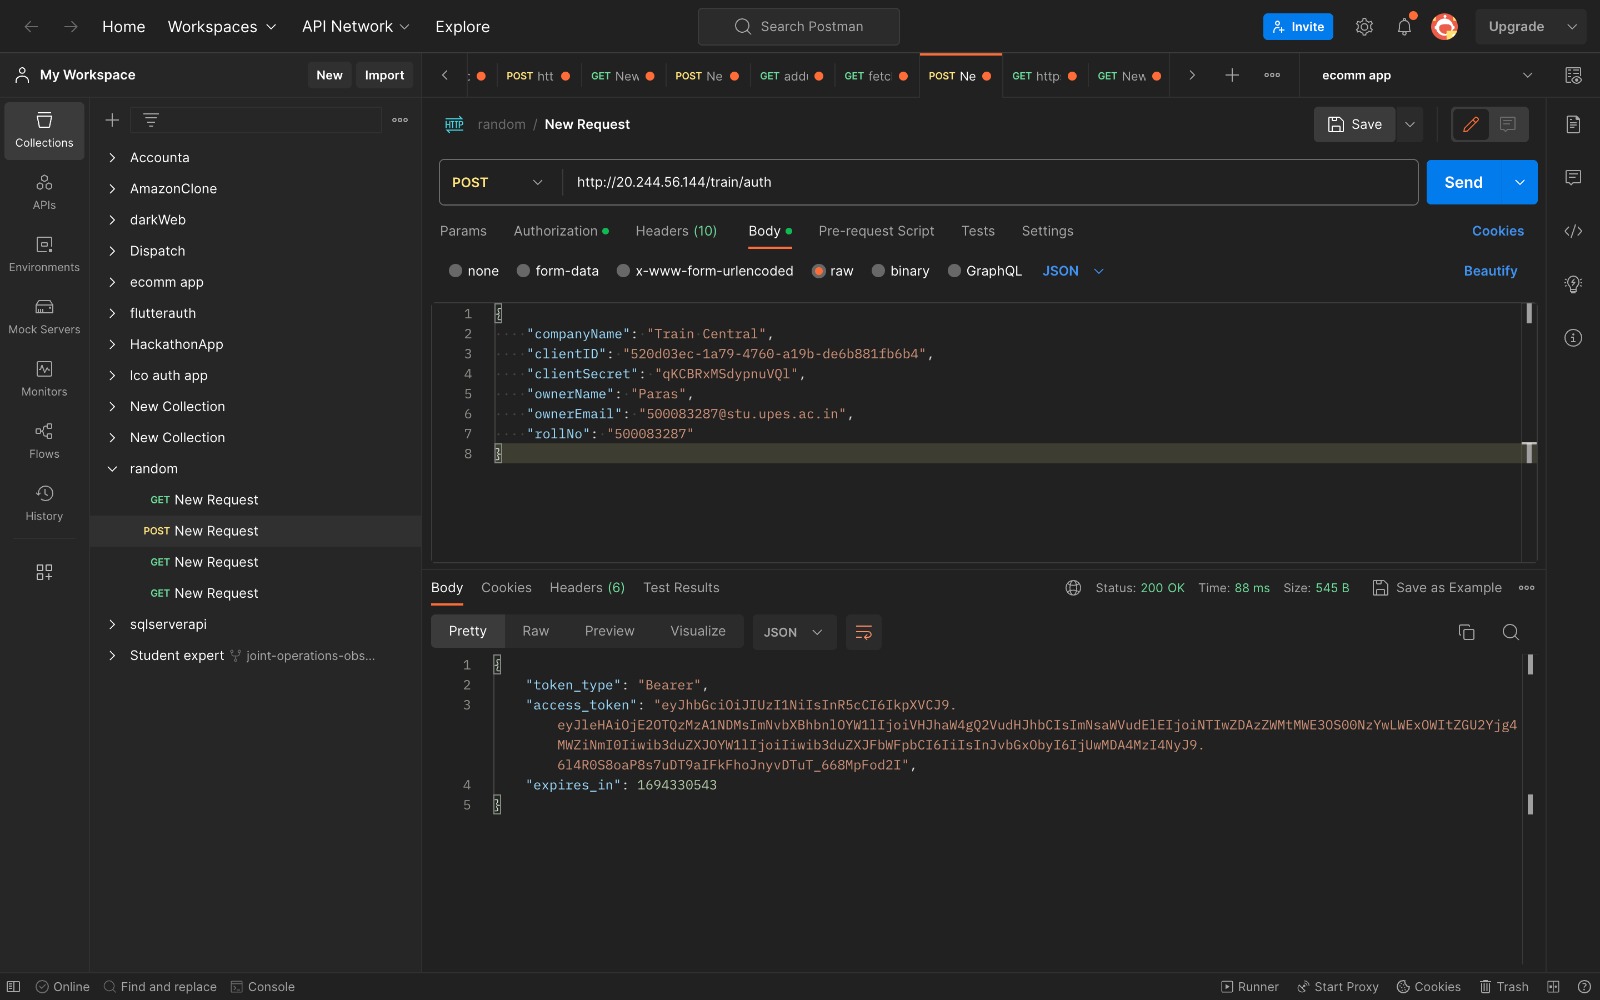 Home Workspaces API Network Explore Search Postman Invite Upgrade
My Workspace New Import
POST htt GET New POST Ne GET add GET fetc POST Ne GET http GET New ecomm app
Collections
APIs
Environments
Mock Servers
Monitors
Flows
History
Accounta
AmazonClone
darkWeb
Dispatch
ecomm app
flutterauth
HackathonApp
lco auth app
New Collection
New Collection
random
GET New Request
POST New Request
GET New Request
GET New Request
sqlserverapi
Student expert joint-operations-obs...
HTTP random / New Request Save
POST http://20.244.56.144/train/auth Send
Params Authorization Headers (10) Body Pre-request Script Tests Settings Cookies
none form-data x-www-form-urlencoded raw binary GraphQL JSON Beautify
1 {
2 "companyName": "Train Central",
3 "clientID": "520d03ec-1a79-4760-a19b-de6b881fb6b4",
4 "clientSecret": "qKCBRxMSdypnuVQl",
5 "ownerName": "Paras",
6 "ownerEmail": "500083287@stu.upes.ac.in",
7 "rollNo": "500083287"
8 }
Body Cookies Headers (6) Test Results Status: 200 OK Time: 88 ms Size: 545 B Save as Example
Pretty Raw Preview Visualize JSON
1 {
2 "token_type": "Bearer",
3 "access_token": "eyJhbGciOiJIUzI1NiIsInR5cCI6IkpXVCJ9.
eyJleHAiOjE2OTQzMzA1NDMsImNvbXBhbnlOYW1lIjoiVHJhaW4gQ2VudHJhbCIsImNsaWVudElEIjoiNTIwZDAzZWMtMWE3OS00NzYwLWExOWItZGU2Yjg4
MWZiNmI0Iiwib3duZXJOYW1lIjoiIiwib3duZXJFbWFpbCI6IiIsInJvbGxObyI6IjUwMDA4MzI4NyJ9.
6l4R0S8oaP8s7uDT9aIFkFhoJnyvDTuT_668MpFod2I",
4 "expires_in": 1694330543
5 }
Online Find and replace Console Runner Start Proxy Cookies Trash